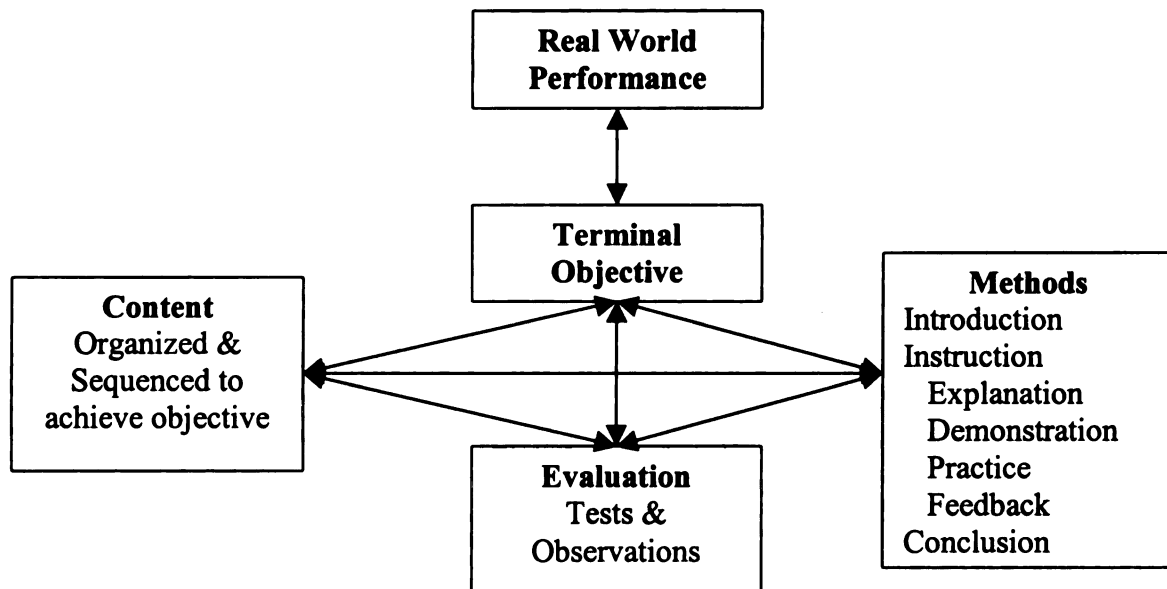 Real World
Performance
Terminal
Objective
Content
Organized &
Sequenced to
achieve objective
Methods
Introduction
Instruction
Explanation
Demonstration
Practice
Feedback
Conclusion
Evaluation
Tests &
Observations